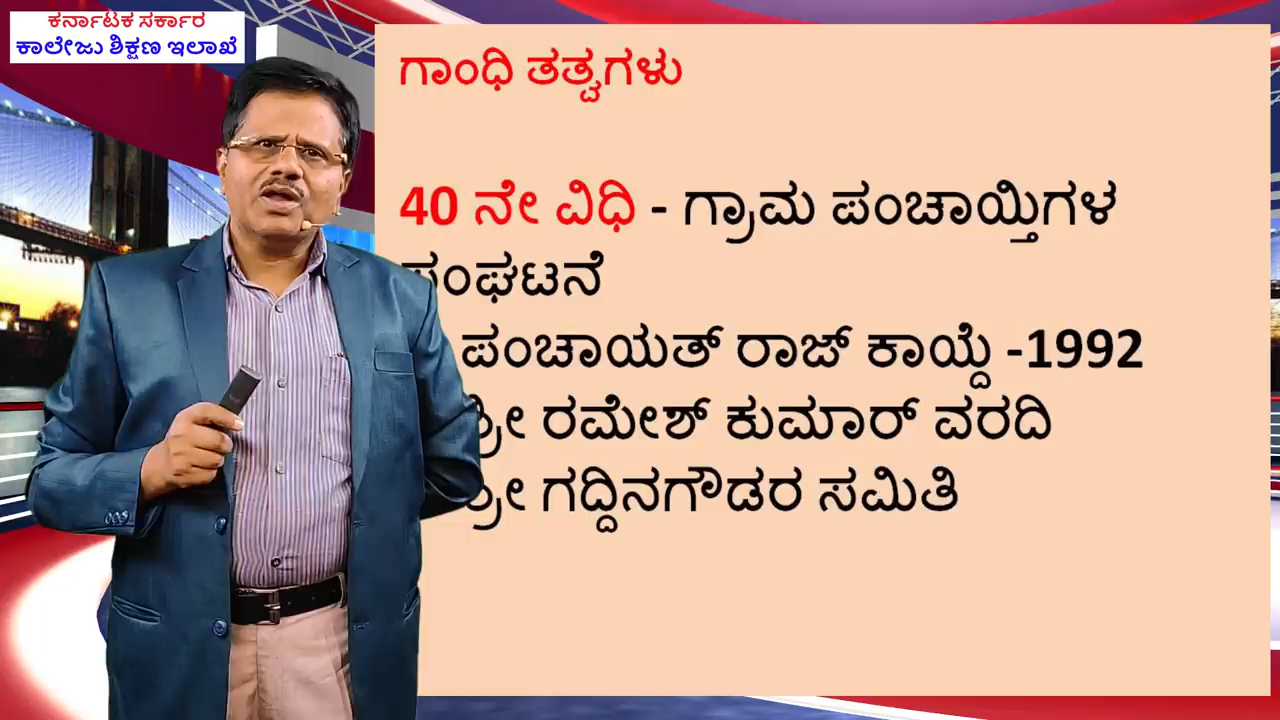 ಕರ್ನಾಟಕ ಸರ್ಕಾರ
ಕಾಲೇಜು ಶಿಕ್ಷಣ ಇಲಾಖೆ
ಗಾಂಧಿ ತತ್ವಗಳು
40 ನೇ ವಿಧಿ - ಗ್ರಾಮ ಪಂಚಾಯ್ತಿಗಳ
ಸಂಘಟನೆ
ಪಂಚಾಯತ್ ರಾಜ್ ಕಾಯ್ದೆ -1992
ಶ್ರೀ ರಮೇಶ್ ಕುಮಾರ್ ವರದಿ
ಶ್ರೀ ಗದ್ದಿನಗೌಡರ ಸಮಿತಿ